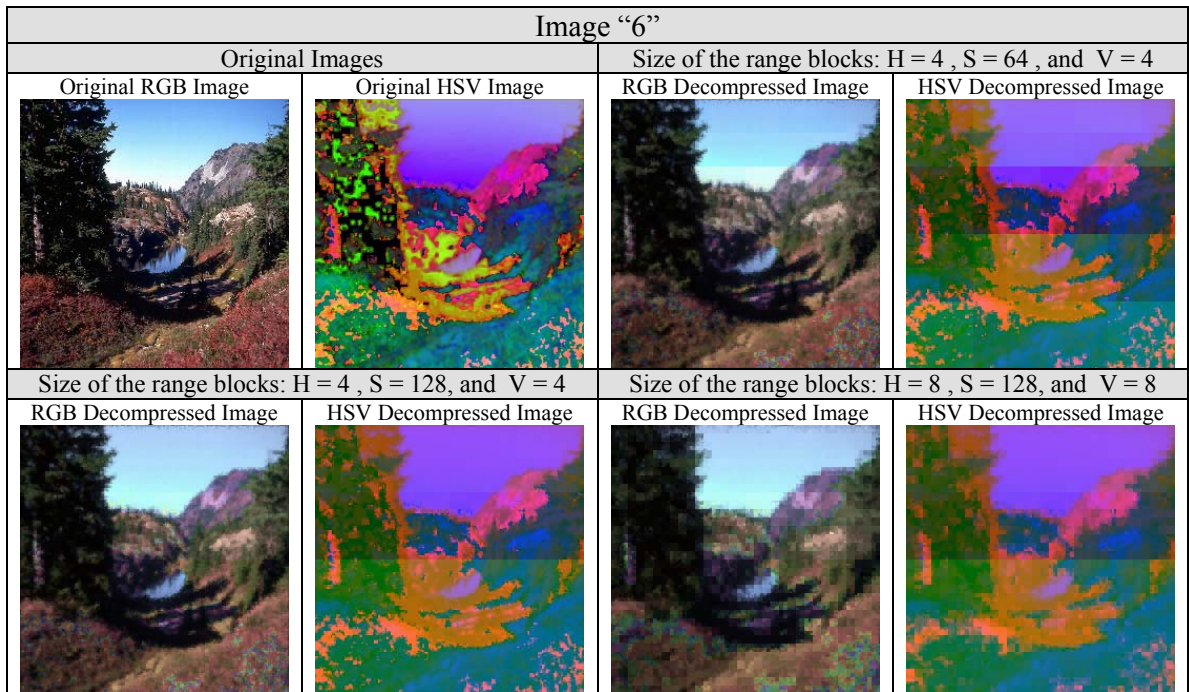 Image “6”
Original Images
Size of the range blocks: H = 4 , S = 64 , and V = 4
Original RGB Image
Original HSV Image
RGB Decompressed Image
HSV Decompressed Image
Size of the range blocks: H = 4 , S = 128, and V = 4
Size of the range blocks: H = 8 , S = 128, and V = 8
RGB Decompressed Image
HSV Decompressed Image
RGB Decompressed Image
HSV Decompressed Image